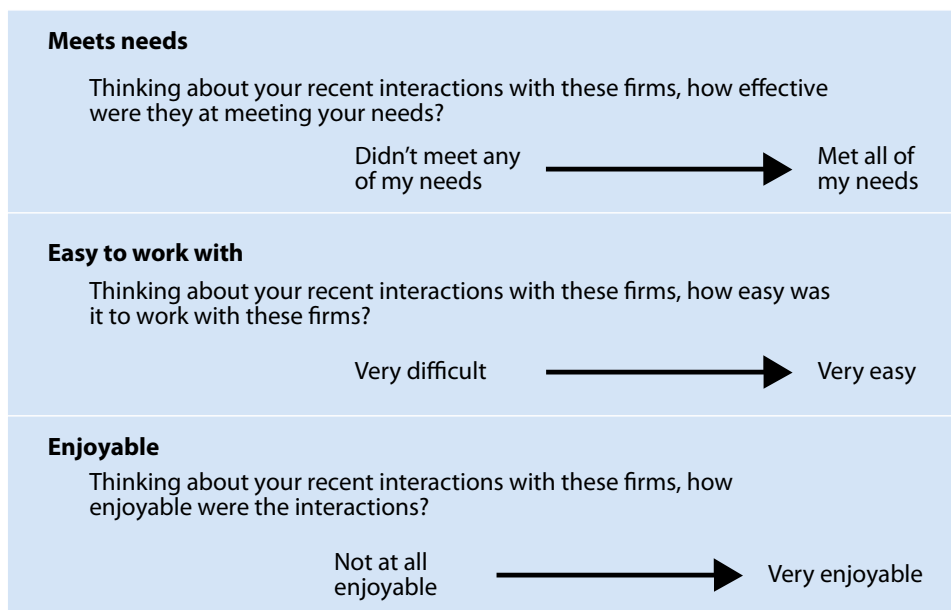 Meets needs
Thinking about your recent interactions with these firms, how effective
were they at meeting your needs?
Didn't meet any
of my needs
Met all of
my needs
Easy to work with
Thinking about your recent interactions with these firms, how easy was
it to work with these firms?
Very difficult
Very easy
Enjoyable
Thinking about your recent interactions with these firms, how
enjoyable were the interactions?
Not at all
enjoyable
Very enjoyable